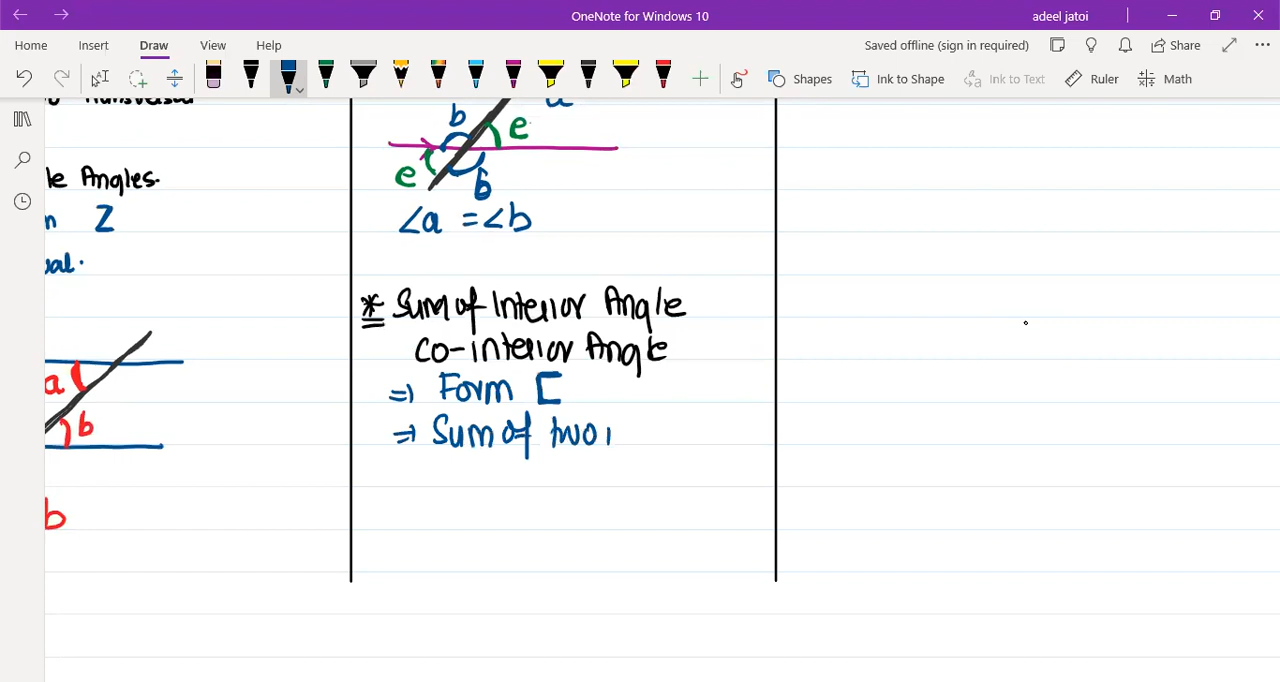 OneNote for Windows 10
adeel jatoi
Home Insert Draw View Help
Saved offline (sign in required)
Share
Shapes
Ink to Shape
Ink to Text
Ruler
Math
le Angles.
n Z
ual.
a
b
b
b
e
e
b
∠a = ∠b
* Sum of Interior Angle
Co-interior Angle
⇒ Form [
⇒ Sum of two